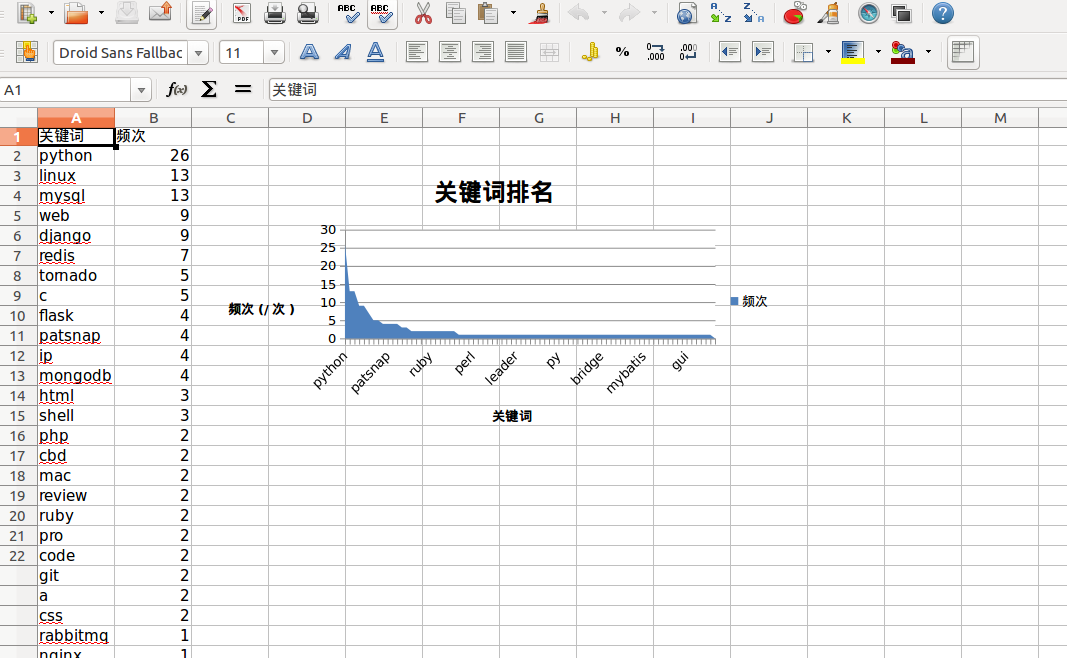 Droid Sans Fallbac 11
A1 f(x) Σ = 关键词
A B C D E F G H I J K L M
1 关键词 频次
2 python 26
3 linux 13
4 mysql 13
5 web 9
6 django 9
7 redis 7
8 tornado 5
9 c 5
10 flask 4
11 patsnap 4
12 ip 4
13 mongodb 4
14 html 3
15 shell 3
16 php 2
17 cbd 2
18 mac 2
19 review 2
20 ruby 2
21 pro 2
22 code 2
git 2
a 2
css 2
rabbitmq 1
nginx 1
关键词排名
30
25
20
15
10
5
0
频次 (/ 次 )
python patsnap ruby perl leader py bridge mybatis gui
关键词
频次